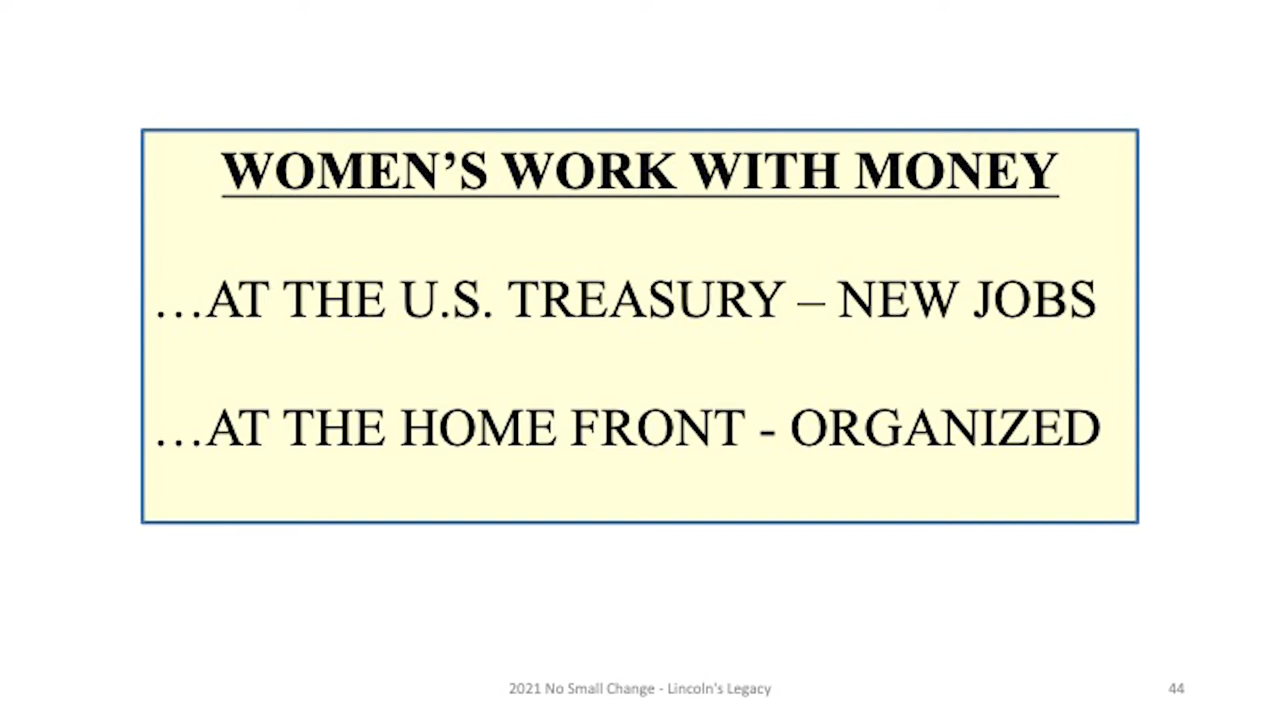 WOMEN’S WORK WITH MONEY
…AT THE U.S. TREASURY – NEW JOBS
…AT THE HOME FRONT - ORGANIZED
2021 No Small Change - Lincoln's Legacy
44